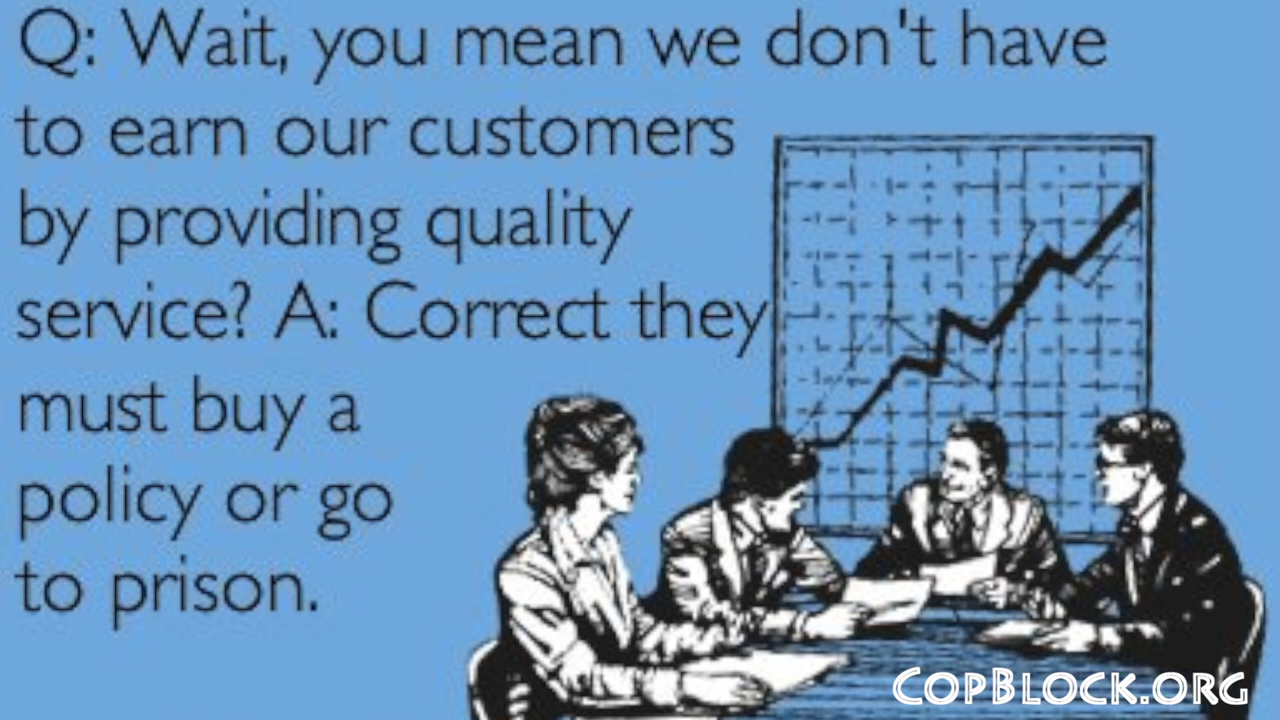 Q: Wait, you mean we don't have
to earn our customers
by providing quality
service? A: Correct they
must buy a
policy or go
to prison.
CopBlock.org